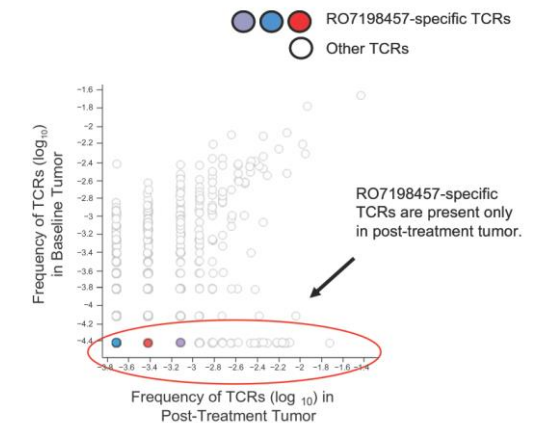 RO7198457-specific TCRs
Other TCRs
Frequency of TCRs (log10)
in Baseline Tumor
−1.6
−1.8
−2
−2.2
−2.4
−2.6
−2.8
−3
−3.2
−3.4
−3.6
−3.8
−4
−4.2
−4.4
RO7198457-specific
TCRs are present only
in post-treatment tumor.
−3.8 −3.6 −3.4 −3.2 −3 −2.8 −2.6 −2.4 −2.2 −2 −1.8 −1.6 −1.4
Frequency of TCRs (log 10) in
Post-Treatment Tumor